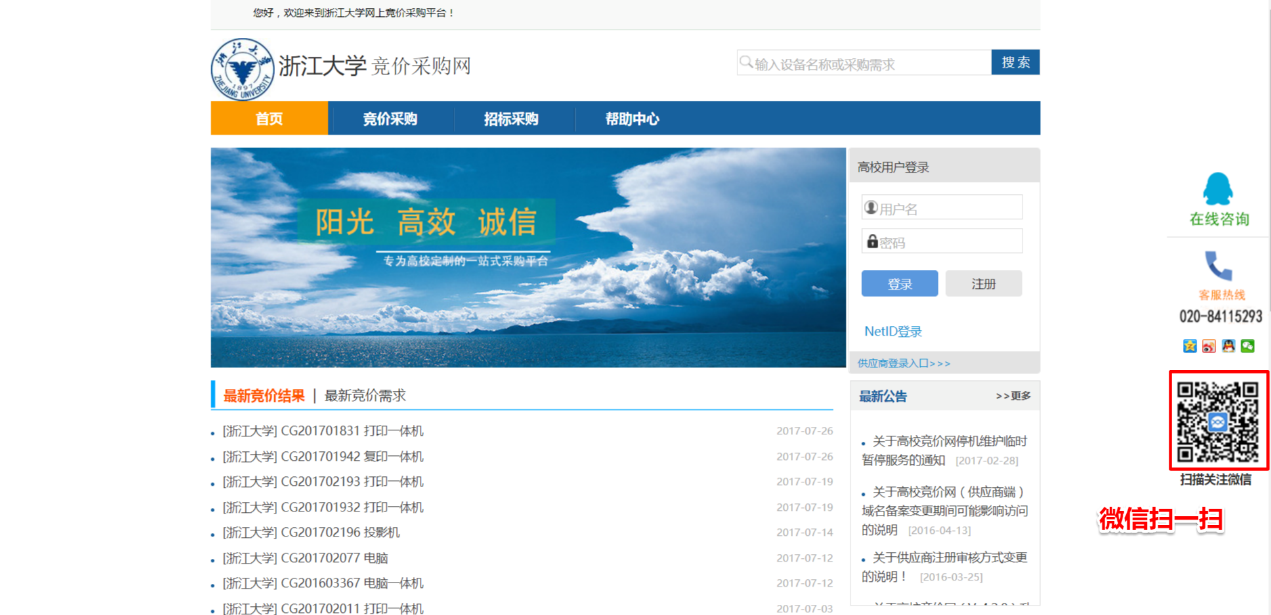 您好，欢迎来到浙江大学网上竞价采购平台！
浙江大学 竞价采购网
ZHEJIANG UNIVERSITY
1897
输入设备名称或采购需求
搜 索
首页 竞价采购 招标采购 帮助中心
阳光 高效 诚信
专为高校定制的一站式采购平台
高校用户登录
用户名
密码
登录 注册
NetID登录
供应商登录入口>>>
最新竞价结果 | 最新竞价需求
[浙江大学] CG201701831 打印一体机 2017-07-26
[浙江大学] CG201701942 复印一体机 2017-07-26
[浙江大学] CG201702193 打印一体机 2017-07-19
[浙江大学] CG201701932 打印一体机 2017-07-19
[浙江大学] CG201702196 投影机 2017-07-14
[浙江大学] CG201702077 电脑 2017-07-12
[浙江大学] CG201603367 电脑一体机 2017-07-12
[浙江大学] CG201702011 打印一体机 2017-07-03
最新公告 >>更多
关于高校竞价网停机维护临时
暂停服务的通知 [2017-02-28]
关于高校竞价网（供应商端）
域名备案变更期间可能影响访问
的说明 [2016-04-13]
关于供应商注册审核方式变更
的说明！ [2016-03-25]
在线咨询
客服热线
020-84115293
扫描关注微信
微信扫一扫